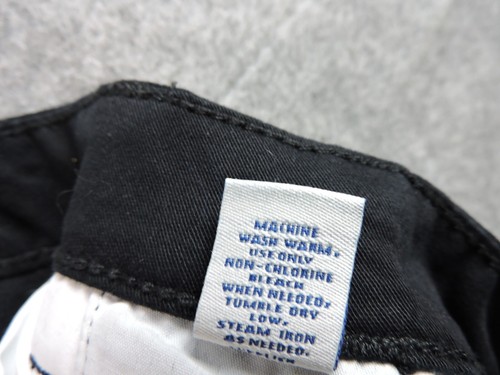 MACHINE
WASH WARM,
USE ONLY
NON-CHLORINE
BLEACH
WHEN NEEDED,
TUMBLE DRY
LOW,
STEAM IRON
AS NEEDED.